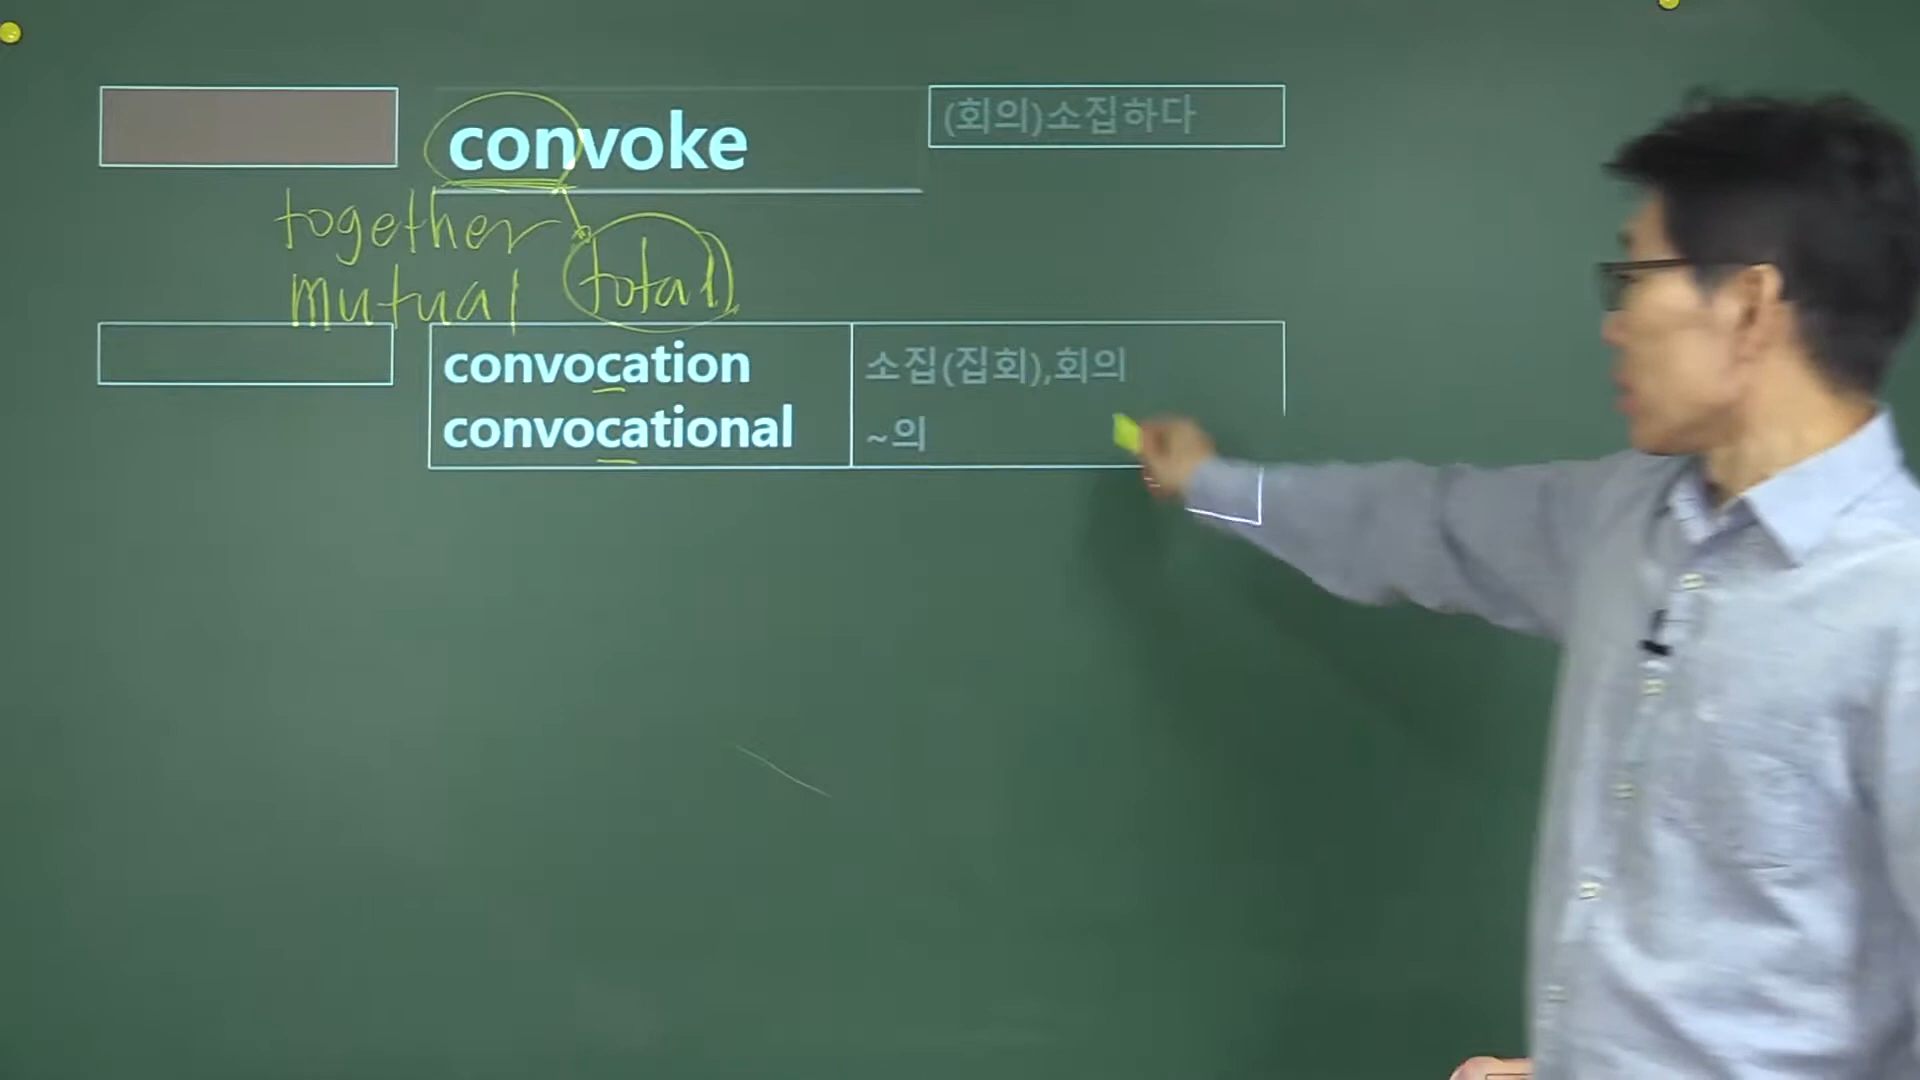 convoke
(회의)소집하다
together
mutual
total
convocation
소집(집회),회의
convocational
~의